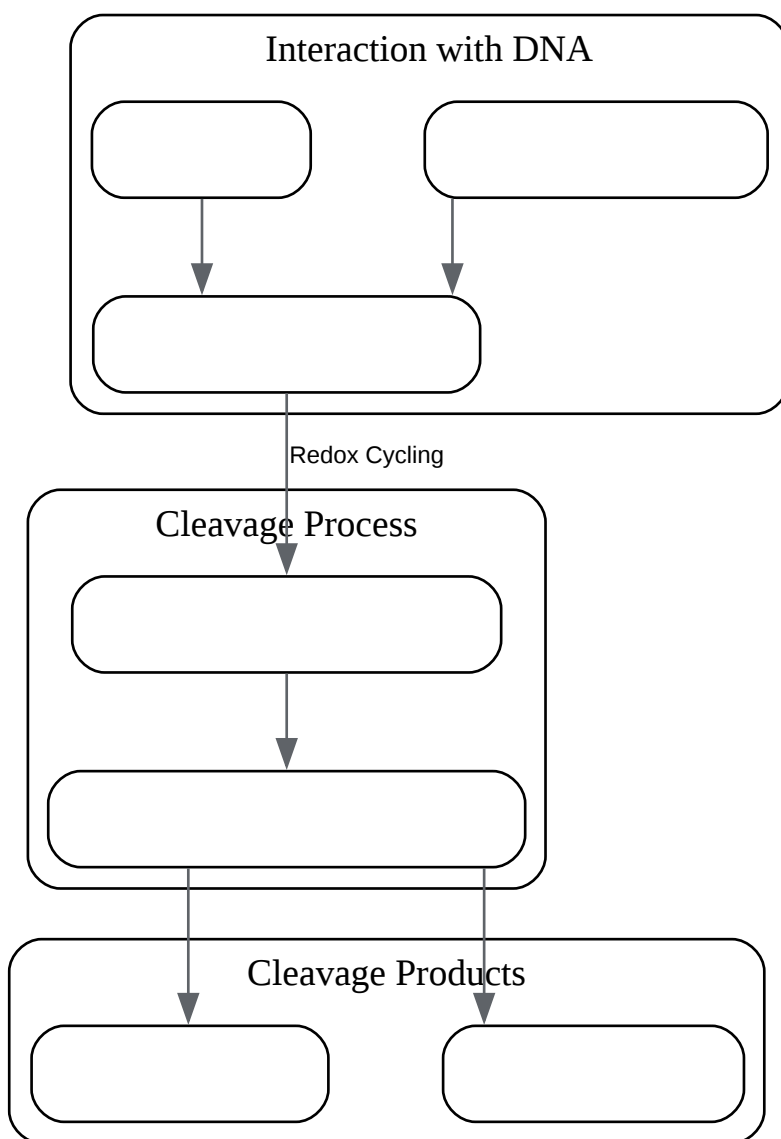 Interaction with DNA
Redox Cycling
Cleavage Process
Cleavage Products